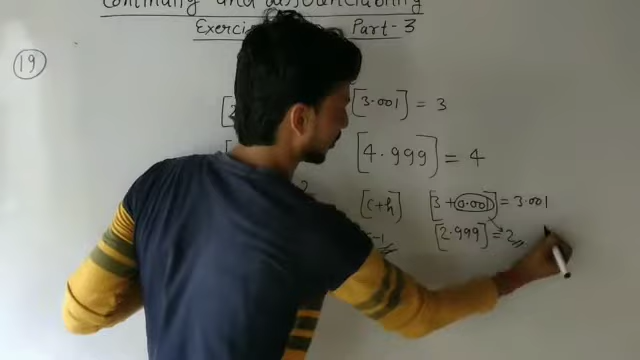 Continuity and differentiability
Exercise Part-3
19
[3.001] = 3
[4.999] = 4
[c+h] [3 + 0.001] = 3.001
[2.999] = 2